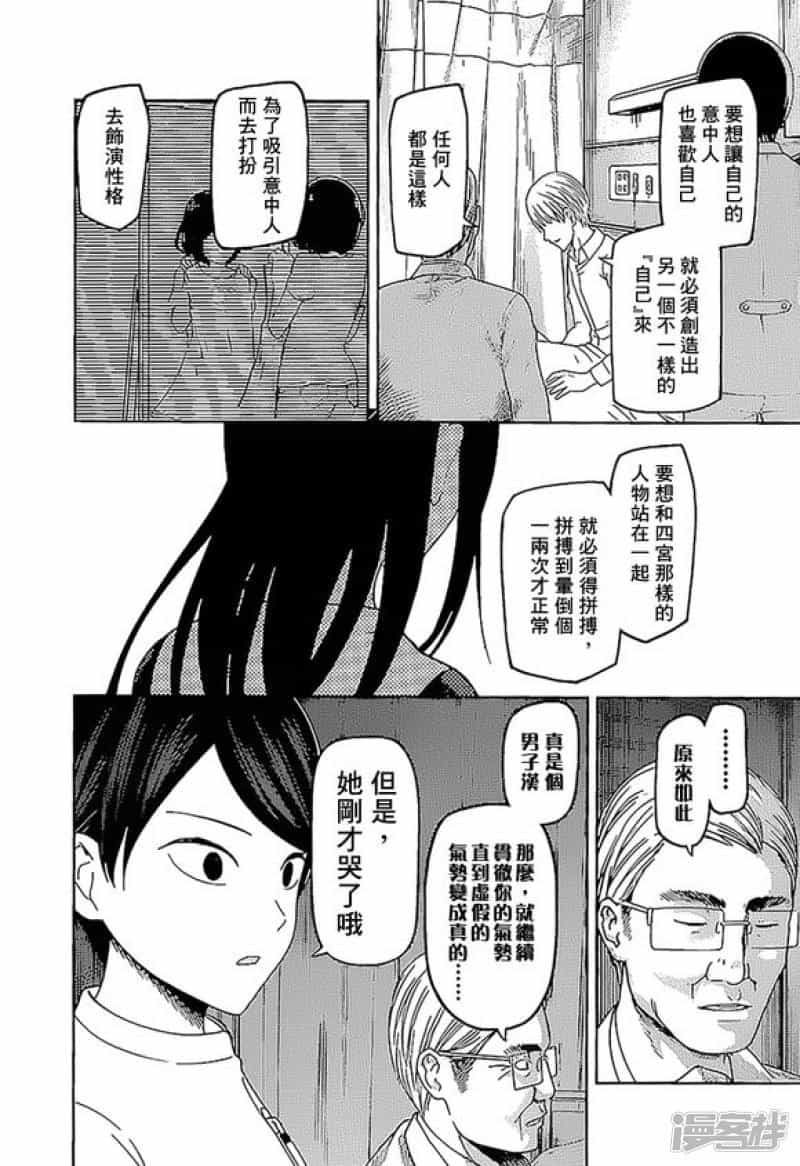 要想讓自己的
意中人
也喜歡自己
就必須創造出
另一個不一樣的
『自己』來
任何人
都是這樣
為了吸引意中人
而去打扮
去飾演性格
要想和四宮那樣的
人物站在一起
就必須得拼搏，
拼搏到暈倒個
一兩次才正常
………
原來如此
真是個
男子漢
那麼，就繼續
貫徹你的氣勢
直到虛假的
氣勢變成真的……
但是，
她剛才哭了哦
漫客栈